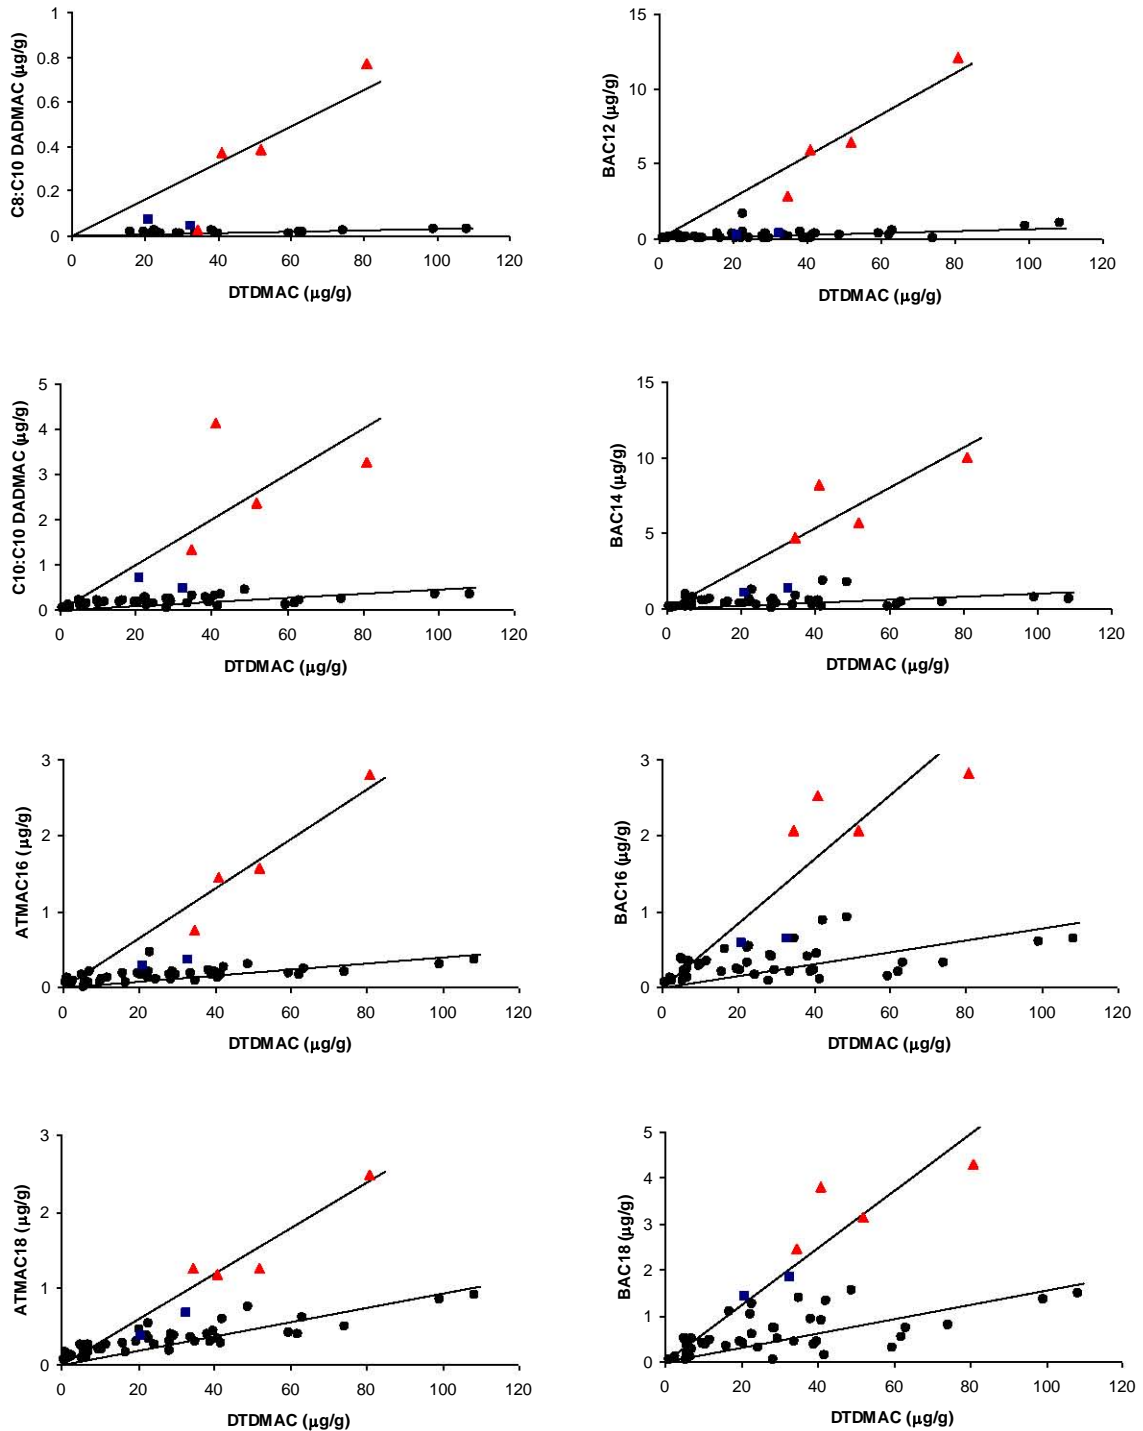 1
0.8
0.6
0.4
0.2
0
0 20 40 60 80 100 120
C8:C10 DADMAC (µg/g)
DTDMAC (µg/g)
15
10
5
0
0 20 40 60 80 100 120
BAC12 (µg/g)
DTDMAC (µg/g)
5
4
3
2
1
0
0 20 40 60 80 100 120
C10:C10 DADMAC (µg/g)
DTDMAC (µg/g)
15
10
5
0
0 20 40 60 80 100 120
BAC14 (µg/g)
DTDMAC (µg/g)
3
2
1
0
0 20 40 60 80 100 120
ATMAC16 (µg/g)
DTDMAC (µg/g)
3
2
1
0
0 20 40 60 80 100 120
BAC16 (µg/g)
DTDMAC (µg/g)
3
2
1
0
0 20 40 60 80 100 120
ATMAC18 (µg/g)
DTDMAC (µg/g)
5
4
3
2
1
0
0 20 40 60 80 100 120
BAC18 (µg/g)
DTDMAC (µg/g)